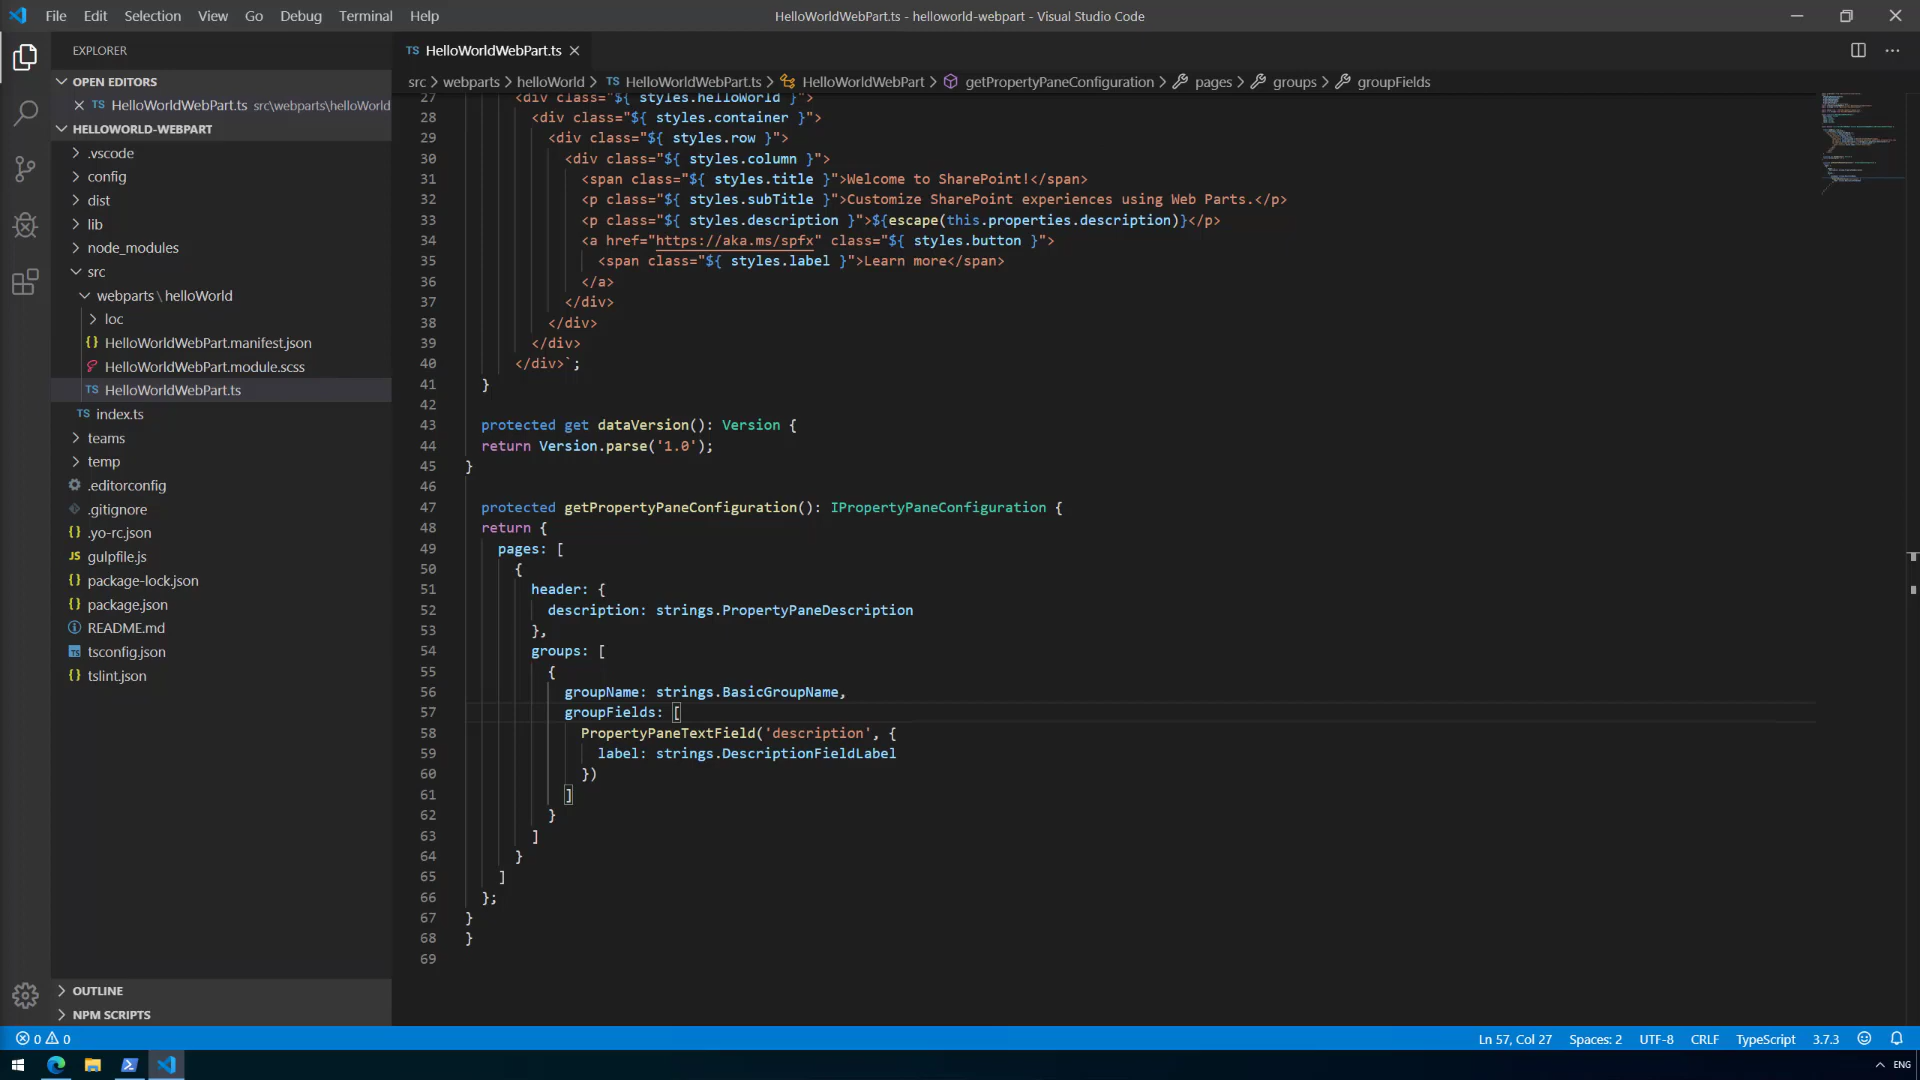 File Edit Selection View Go Debug Terminal Help
HelloWorldWebPart.ts - helloworld-webpart - Visual Studio Code
EXPLORER
OPEN EDITORS
TS HelloWorldWebPart.ts src\webparts\helloWorld
HELLOWORLD-WEBPART
.vscode
config
dist
lib
node_modules
src
webparts \ helloWorld
loc
{} HelloWorldWebPart.manifest.json
HelloWorldWebPart.module.scss
TS HelloWorldWebPart.ts
TS index.ts
teams
temp
.editorconfig
.gitignore
{} .yo-rc.json
JS gulpfile.js
{} package-lock.json
{} package.json
README.md
TS tsconfig.json
{} tslint.json
OUTLINE
NPM SCRIPTS
TS HelloWorldWebPart.ts
src > webparts > helloWorld > TS HelloWorldWebPart.ts > HelloWorldWebPart > getPropertyPaneConfiguration > pages > groups > groupFields
27 <div class="${ styles.helloWorld }">
28 <div class="${ styles.container }">
29 <div class="${ styles.row }">
30 <div class="${ styles.column }">
31 <span class="${ styles.title }">Welcome to SharePoint!</span>
32 <p class="${ styles.subTitle }">Customize SharePoint experiences using Web Parts.</p>
33 <p class="${ styles.description }">${escape(this.properties.description)}</p>
34 <a href="https://aka.ms/spfx" class="${ styles.button }">
35 <span class="${ styles.label }">Learn more</span>
36 </a>
37 </div>
38 </div>
39 </div>
40 </div>`;
41 }
42
43 protected get dataVersion(): Version {
44 return Version.parse('1.0');
45 }
46
47 protected getPropertyPaneConfiguration(): IPropertyPaneConfiguration {
48 return {
49 pages: [
50 {
51 header: {
52 description: strings.PropertyPaneDescription
53 },
54 groups: [
55 {
56 groupName: strings.BasicGroupName,
57 groupFields: [
58 PropertyPaneTextField('description', {
59 label: strings.DescriptionFieldLabel
60 })
61 ]
62 }
63 ]
64 }
65 ]
66 };
67 }
68 }
69
0 0
Ln 57, Col 27 Spaces: 2 UTF-8 CRLF TypeScript 3.7.3
ENG